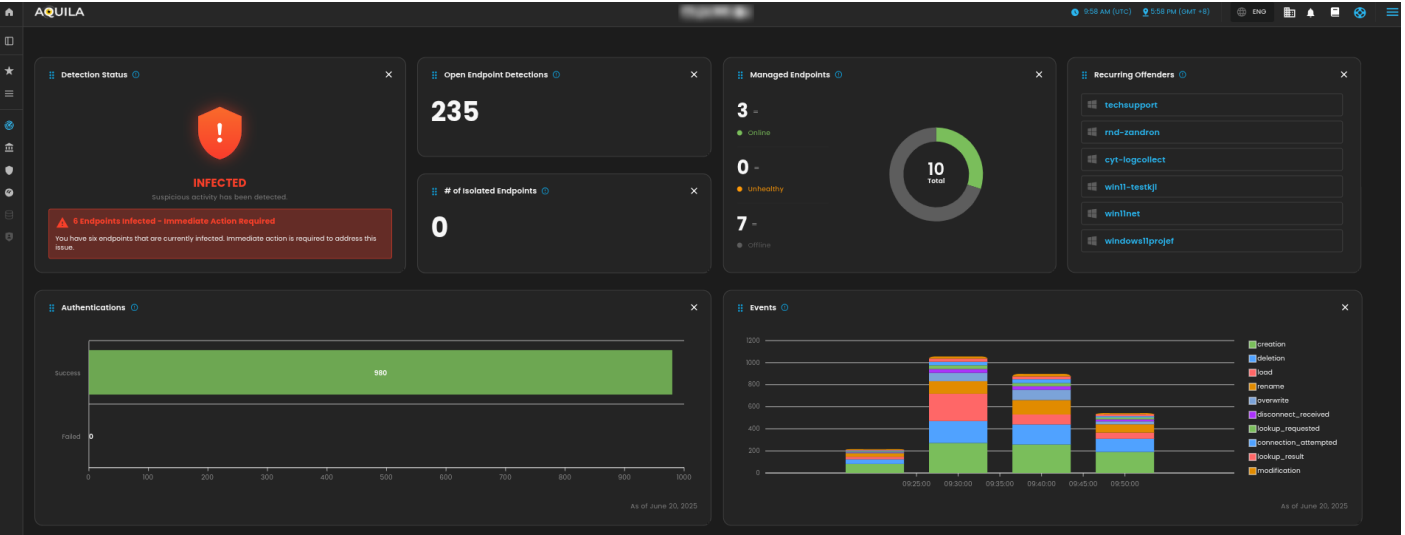 AQUILA
9:58 AM (UTC) 5:58 PM (GMT +8) ENG
Detection Status
INFECTED
Suspicious activity has been detected.
6 Endpoints Infected - Immediate Action Required
You have six endpoints that are currently infected. Immediate action is required to address this
issue.
Open Endpoint Detections
235
# of Isolated Endpoints
0
Managed Endpoints
3 -
Online
0 -
Unhealthy
7 -
Offline
10
Total
Recurring Offenders
techsupport
rnd-zandron
cyt-logcollect
win11-testkjl
win11net
windows11projef
Authentications
Success
980
Failed
0
0 100 200 300 400 500 600 700 800 900 1000
As of June 20, 2025
Events
1200
1000
800
600
400
200
0
09:25:00 09:30:00 09:35:00 09:40:00 09:45:00 09:50:00
creation
deletion
load
rename
overwrite
disconnect_received
lookup_requested
connection_attempted
lookup_result
modification
As of June 20, 2025